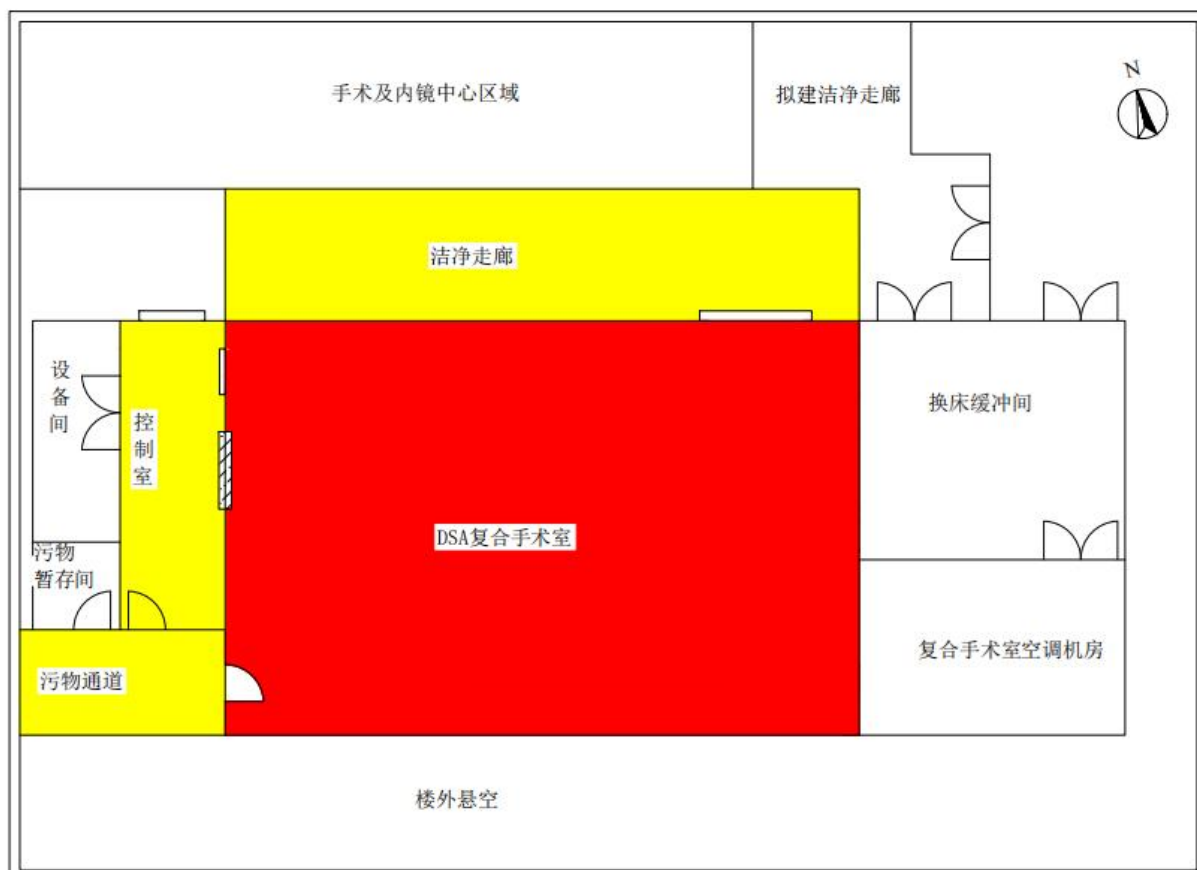 手术及内镜中心区域
拟建洁净走廊
N
洁净走廊
设
备
间
控
制
室
换床缓冲间
DSA复合手术室
污物
暂存间
复合手术室空调机房
污物通道
楼外悬空